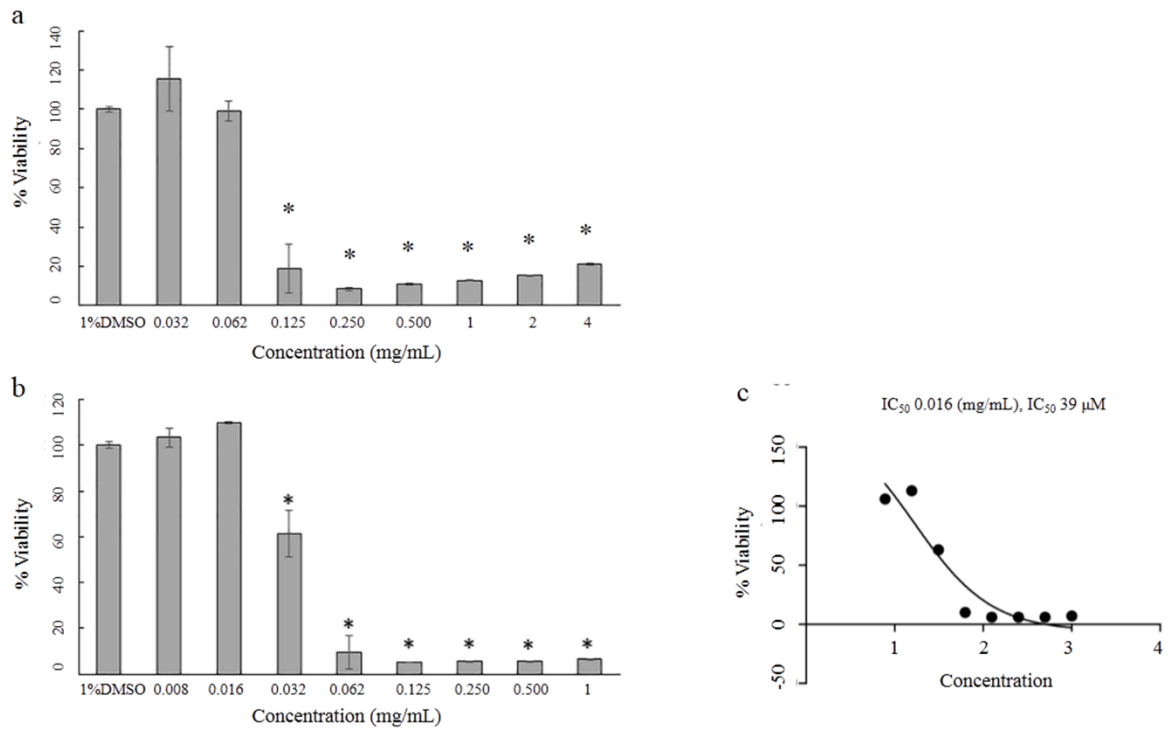 a
140
120
100
80
60
40
20
0
% Viability
* * * * * *
1%DMSO 0.032 0.062 0.125 0.250 0.500 1 2 4
Concentration (mg/mL)
b
120
100
80
60
40
20
0
% Viability
* * * * * *
1%DMSO 0.008 0.016 0.032 0.062 0.125 0.250 0.500 1
Concentration (mg/mL)
c
IC50 0.016 (mg/mL), IC50 39 μM
150
100
50
0
-50
% Viability
1 2 3 4
Concentration